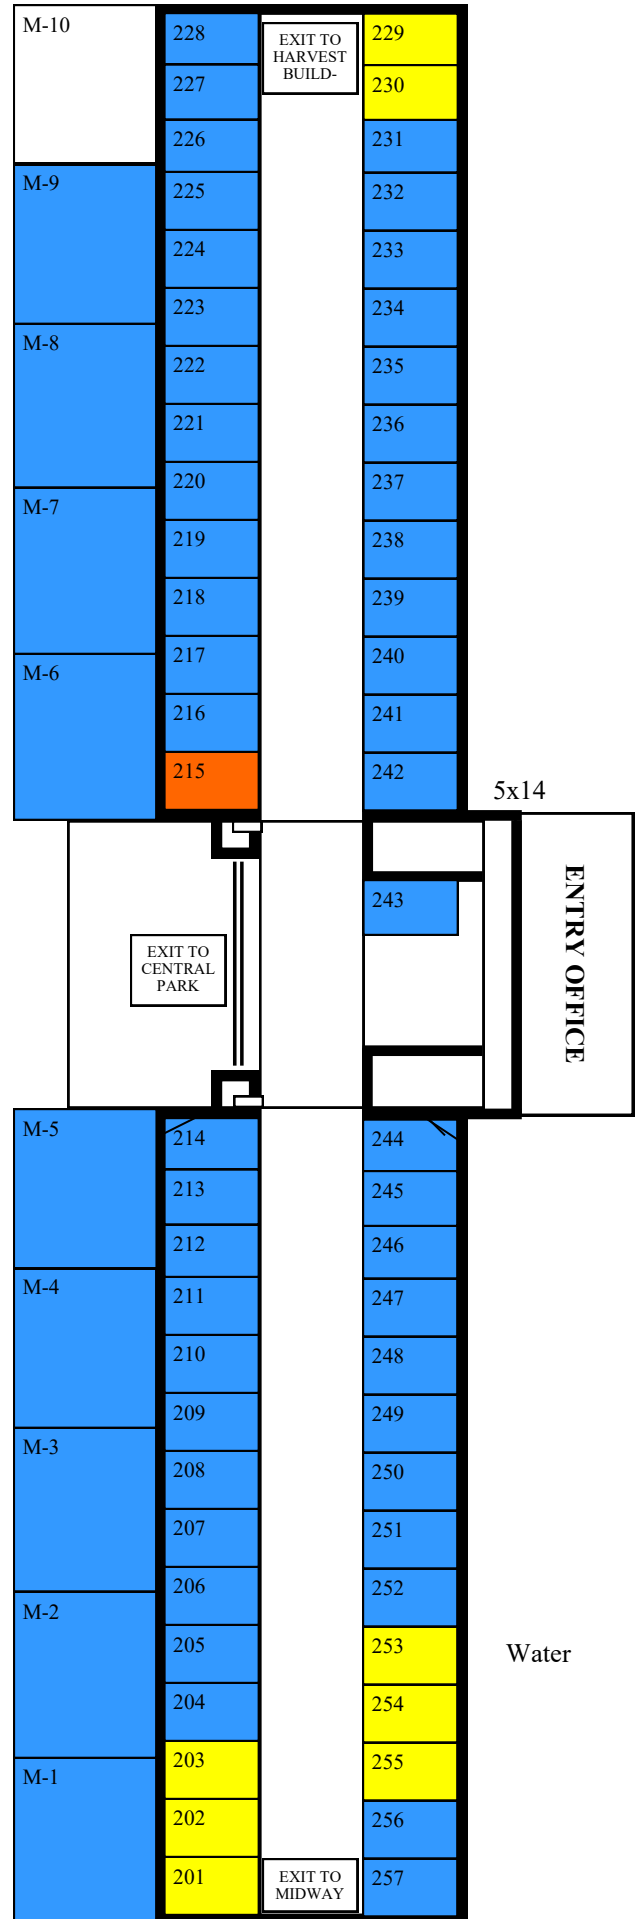 M-10
228
EXIT TO
HARVEST
BUILD-
229
227
230
226
231
M-9
225
232
224
233
223
234
M-8
222
235
221
236
220
237
M-7
219
238
218
239
217
240
M-6
216
241
215
242
5x14
243
ENTRY OFFICE
EXIT TO
CENTRAL
PARK
M-5
214
244
213
245
212
246
M-4
211
247
210
248
209
249
M-3
208
250
207
251
206
252
M-2
205
253
Water
204
254
203
255
M-1
202
256
201
EXIT TO
MIDWAY
257